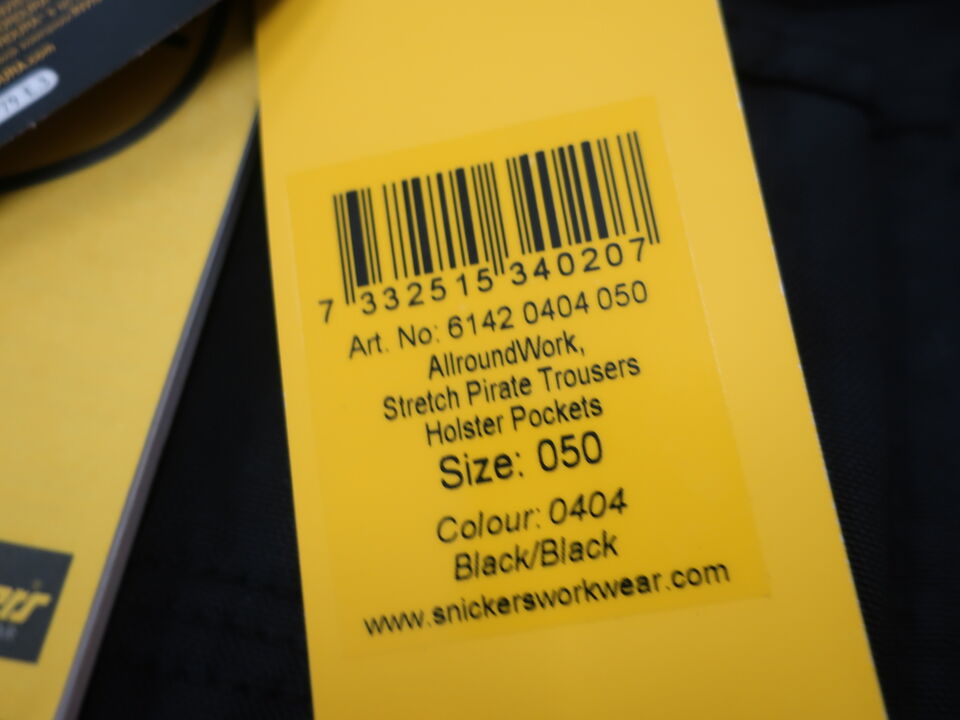 7 332515 340207
Art. No: 6142 0404 050
AllroundWork,
Stretch Pirate Trousers
Holster Pockets
Size: 050
Colour: 0404
Black/Black
www.snickersworkwear.com